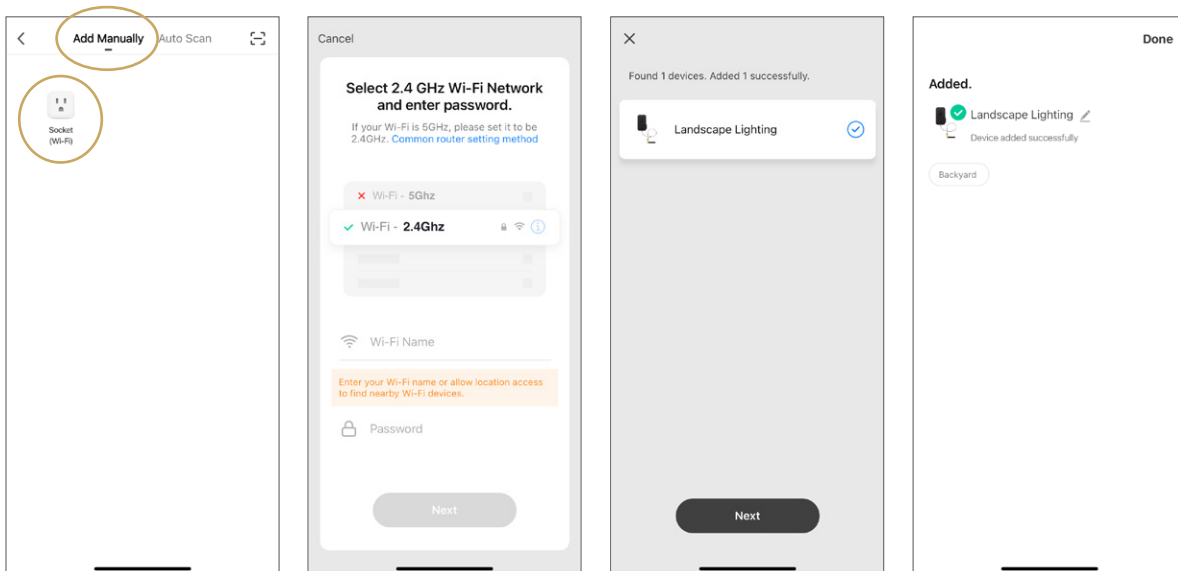 Add Manually Auto Scan
Socket
(Wi-Fi)
Cancel
Select 2.4 GHz Wi-Fi Network
and enter password.
If your Wi-Fi is 5GHz, please set it to be
2.4GHz. Common router setting method
Wi-Fi - 5Ghz
Wi-Fi - 2.4Ghz
Wi-Fi Name
Enter your Wi-Fi name or allow location access
to find nearby Wi-Fi devices.
Password
Next
Found 1 devices. Added 1 successfully.
Landscape Lighting
Next
Done
Added.
Landscape Lighting
Device added successfully
Backyard